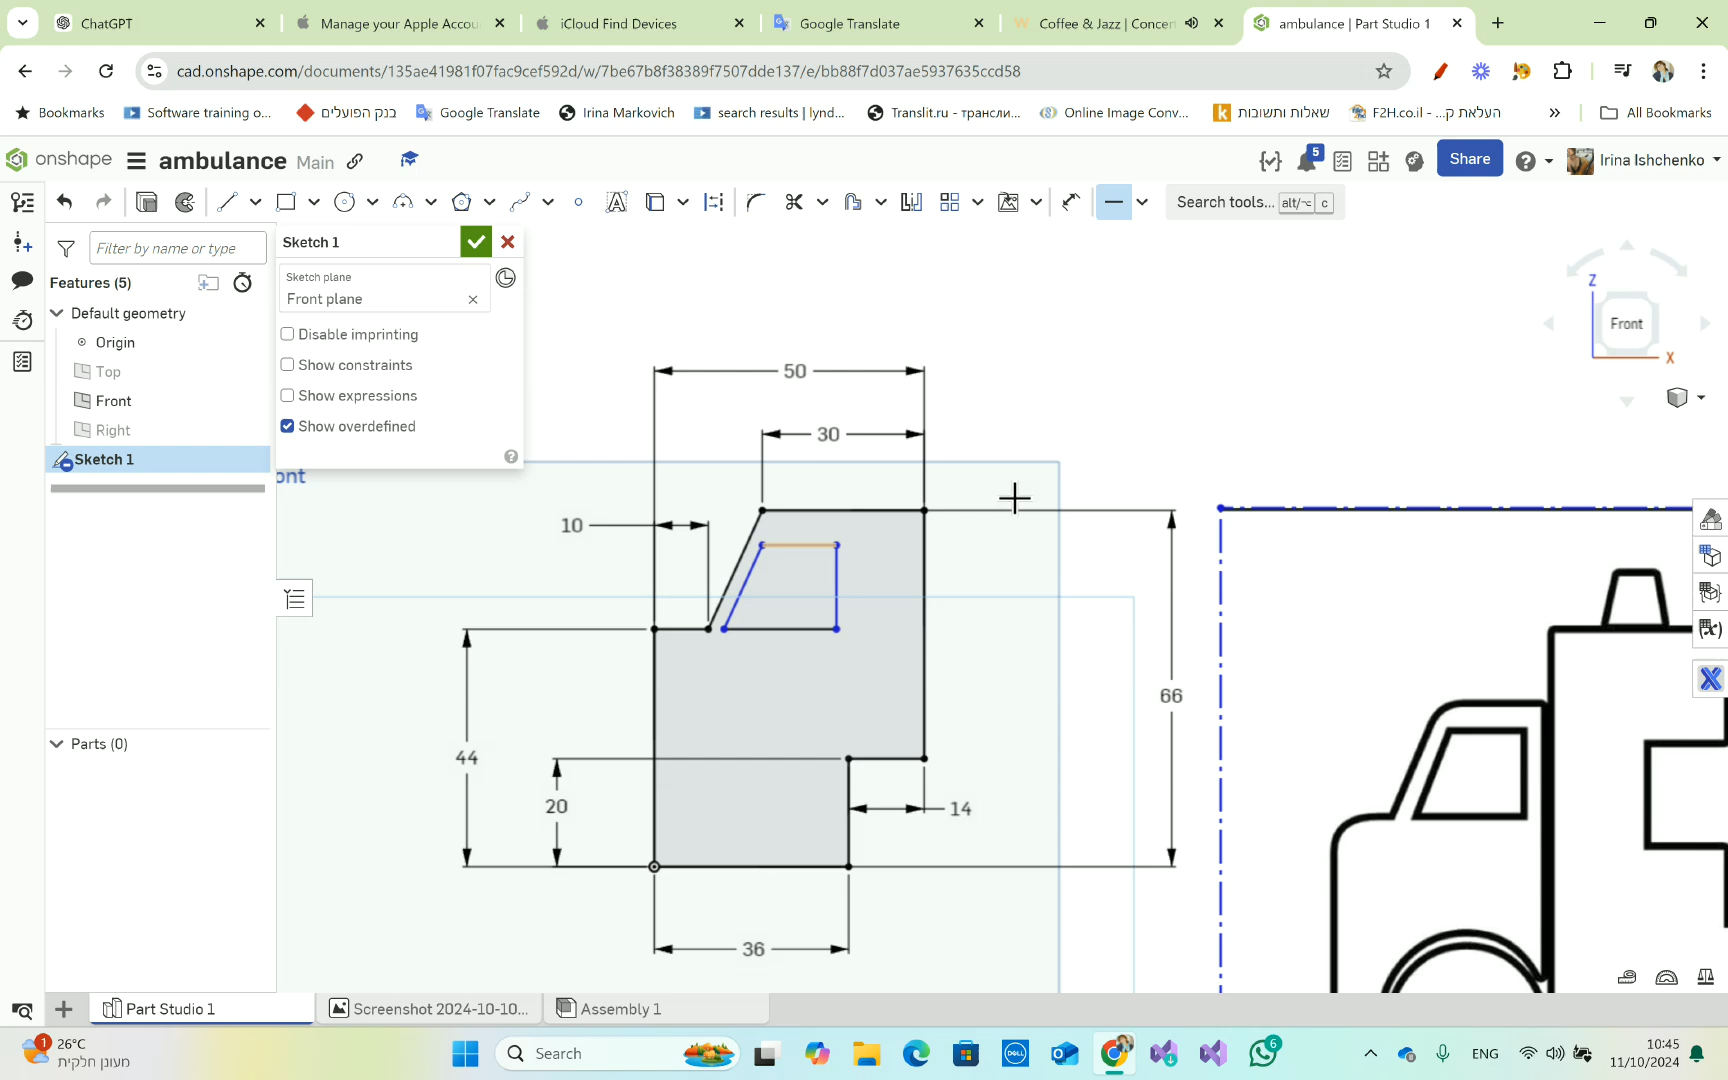 ChatGPT
Manage your Apple Accou
iCloud Find Devices
Google Translate
Coffee & Jazz | Concert
ambulance | Part Studio 1
cad.onshape.com/documents/135ae41981f07fac9cef592d/w/7be67b8f38389f7507dde137/e/bb88f7d037ae5937635ccd58
Bookmarks
Software training o...
בנק הפועלים
Google Translate
Irina Markovich
search results | lynd...
Translit.ru - трансли...
Online Image Conv...
שאלות ותשובות
F2H.co.il - ...העלאת ק
»
All Bookmarks
onshape
ambulance Main
5
Share
Irina Ishchenko
Search tools... alt/⌥ c
Filter by name or type
Features (5)
Default geometry
Origin
Top
Front
Right
Sketch 1
Parts (0)
Sketch 1
Sketch plane
Front plane
Disable imprinting
Show constraints
Show expressions
Show overdefined
ont
50
30
10
44
20
14
66
36
Z
Front
X
(x)
Part Studio 1
Screenshot 2024-10-10...
Assembly 1
1
26°C
מעונן חלקית
Search
DELL
6
ENG
10:45
11/10/2024